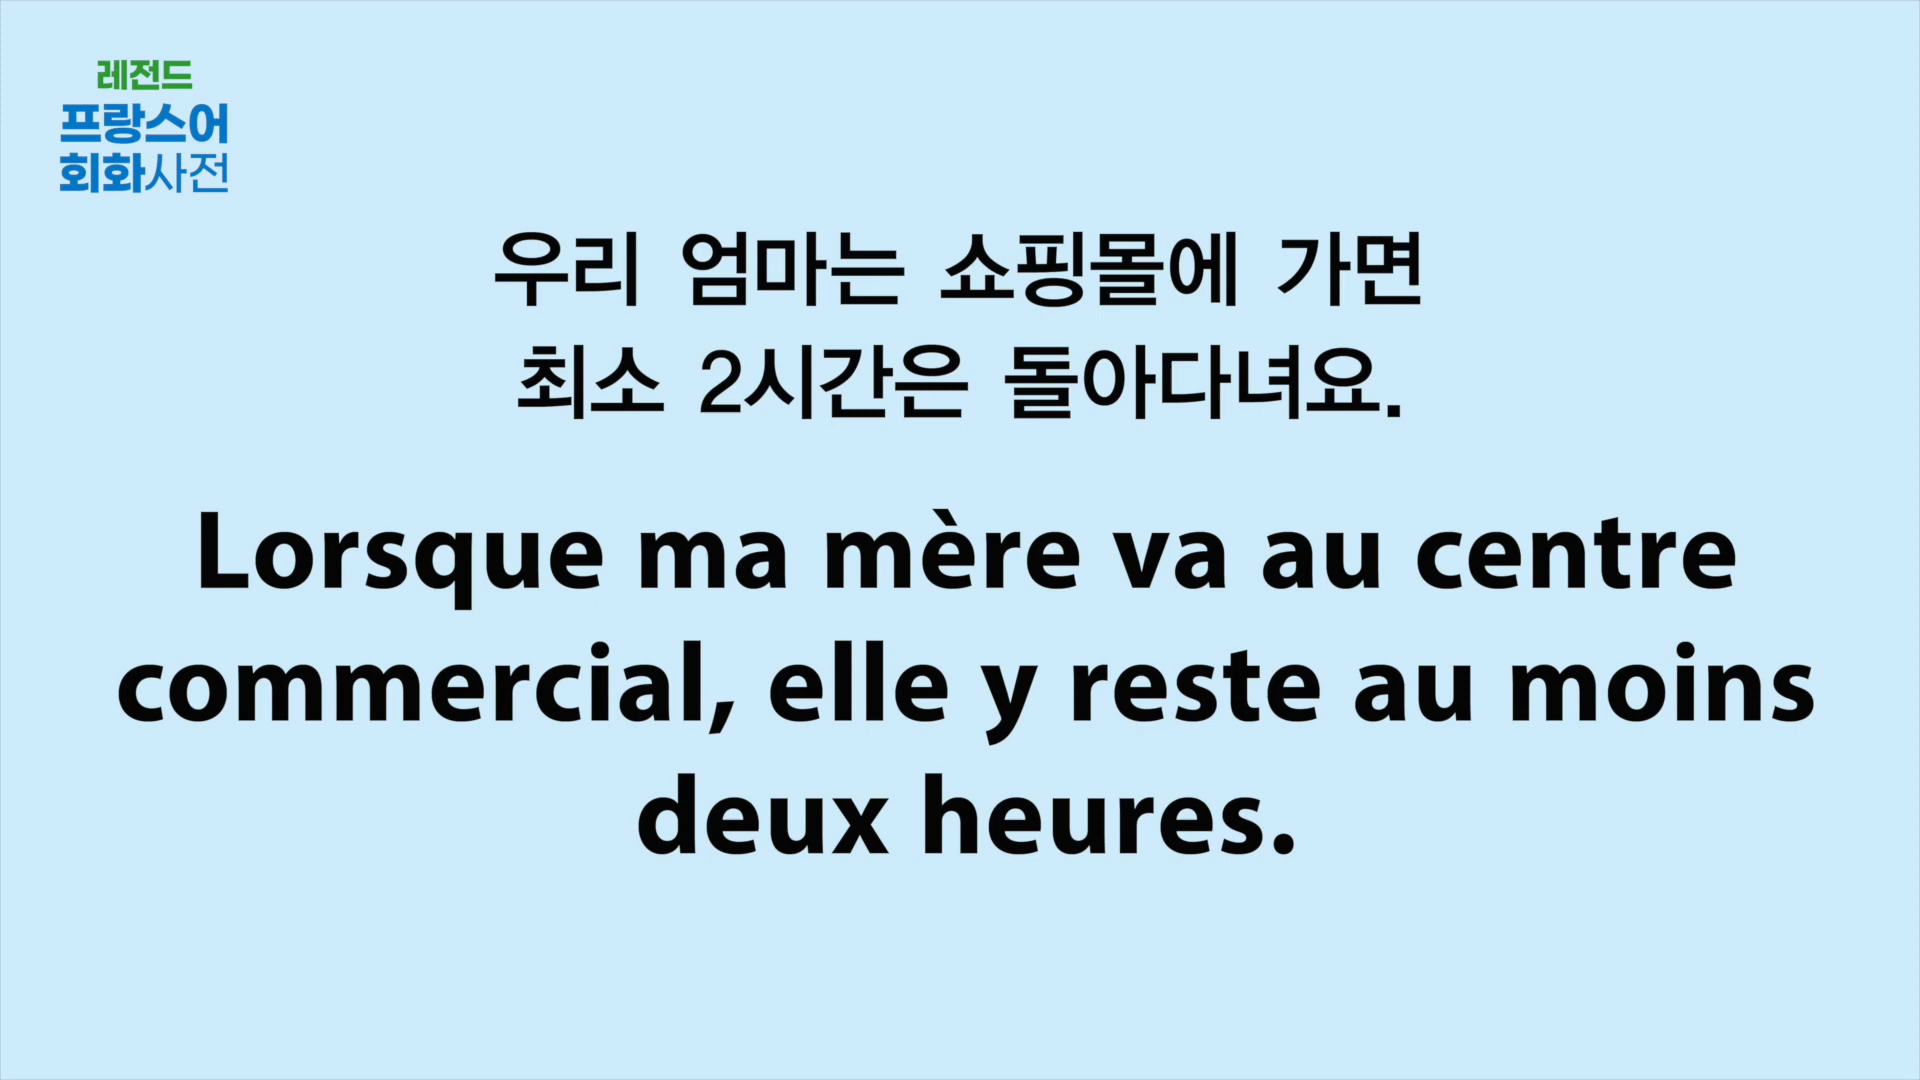 레전드
프랑스어
회화사전
우리 엄마는 쇼핑몰에 가면
최소 2시간은 돌아다녀요.
Lorsque ma mère va au centre
commercial, elle y reste au moins
deux heures.